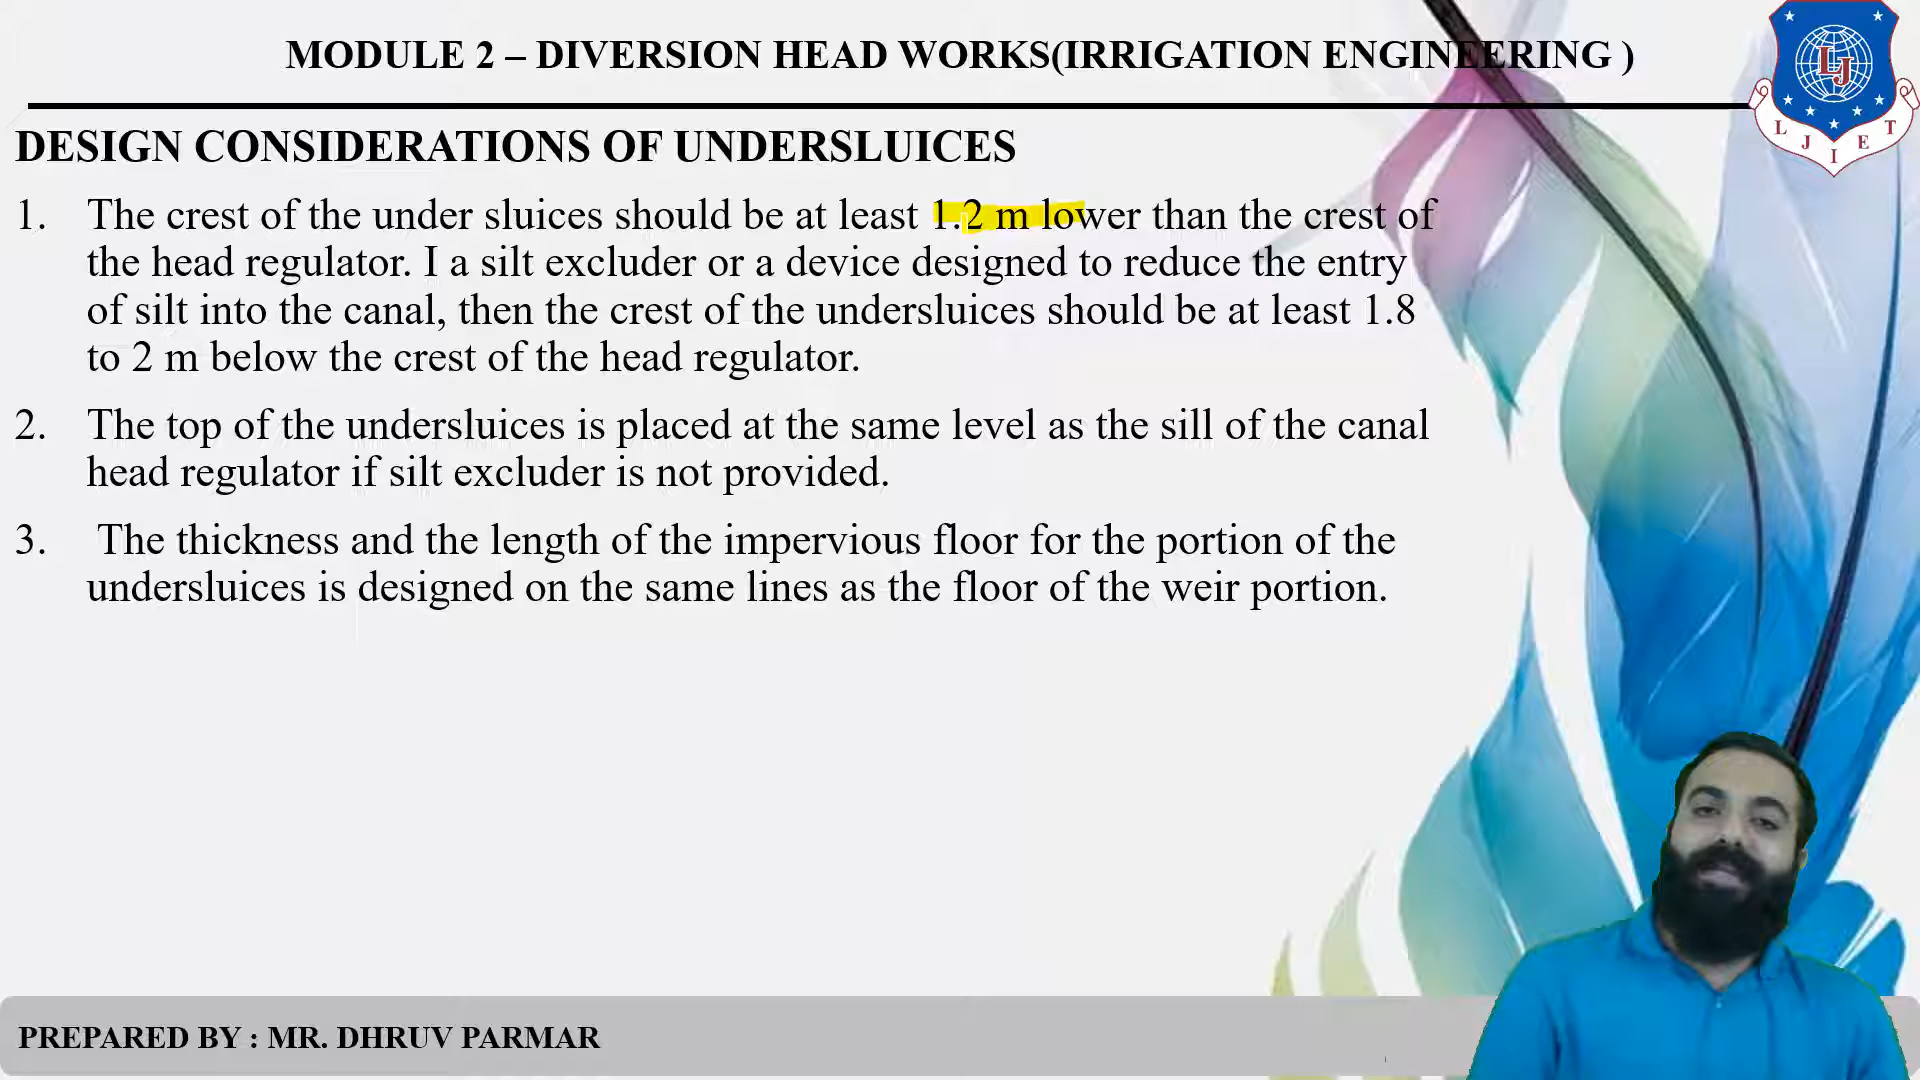 MODULE 2 – DIVERSION HEAD WORKS(IRRIGATION ENGINEERING )
LJ
L J I E T
DESIGN CONSIDERATIONS OF UNDERSLUICES
1. The crest of the under sluices should be at least 1.2 m lower than the crest of
the head regulator. I a silt excluder or a device designed to reduce the entry
of silt into the canal, then the crest of the undersluices should be at least 1.8
to 2 m below the crest of the head regulator.
2. The top of the undersluices is placed at the same level as the sill of the canal
head regulator if silt excluder is not provided.
3. The thickness and the length of the impervious floor for the portion of the
undersluices is designed on the same lines as the floor of the weir portion.
PREPARED BY : MR. DHRUV PARMAR